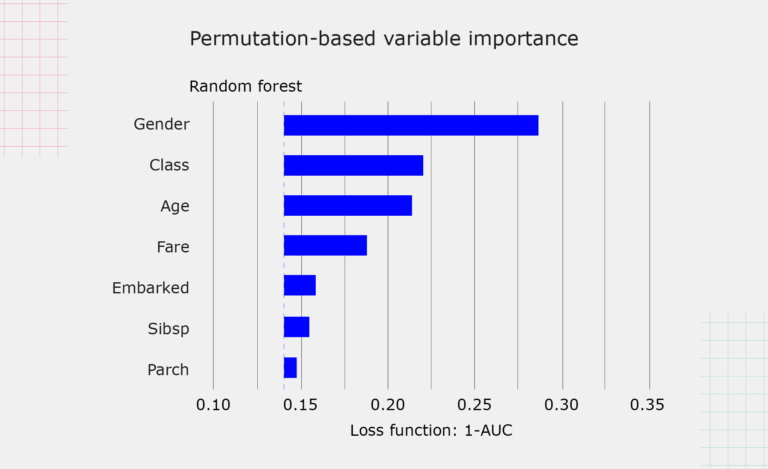 Permutation-based variable importance
Random forest
Gender
Class
Age
Fare
Embarked
Sibsp
Parch
0.10 0.15 0.20 0.25 0.30 0.35
Loss function: 1-AUC